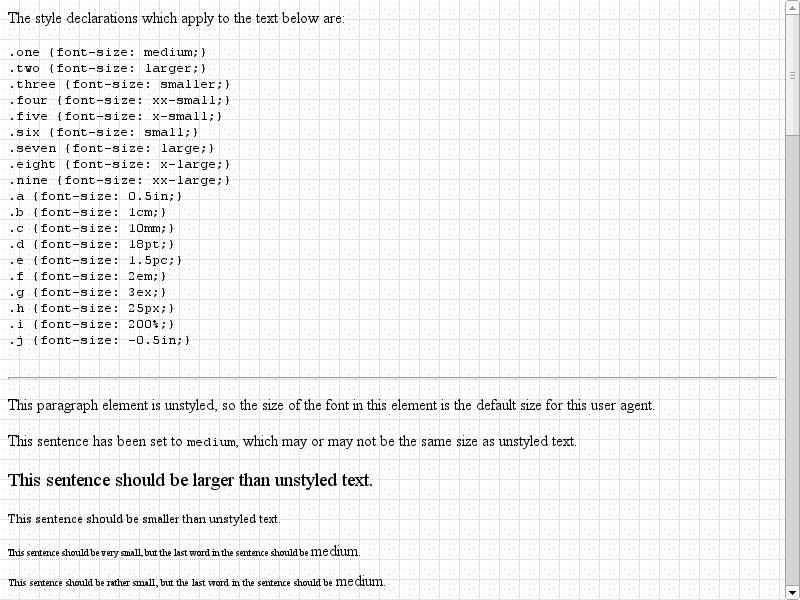 The style declarations which apply to the text below are:
.one {font-size: medium;}
.two {font-size: larger;}
.three {font-size: smaller;}
.four {font-size: xx-small;}
.five {font-size: x-small;}
.six {font-size: small;}
.seven {font-size: large;}
.eight {font-size: x-large;}
.nine {font-size: xx-large;}
.a {font-size: 0.5in;}
.b {font-size: 1cm;}
.c {font-size: 10mm;}
.d {font-size: 18pt;}
.e {font-size: 1.5pc;}
.f {font-size: 2em;}
.g {font-size: 3ex;}
.h {font-size: 25px;}
.i {font-size: 200%;}
.j {font-size: -0.5in;}
This paragraph element is unstyled, so the size of the font in this element is the default size for this user agent.
This sentence has been set to medium, which may or may not be the same size as unstyled text.
This sentence should be larger than unstyled text.
This sentence should be smaller than unstyled text.
This sentence should be very small, but the last word in the sentence should be medium.
This sentence should be rather small, but the last word in the sentence should be medium.